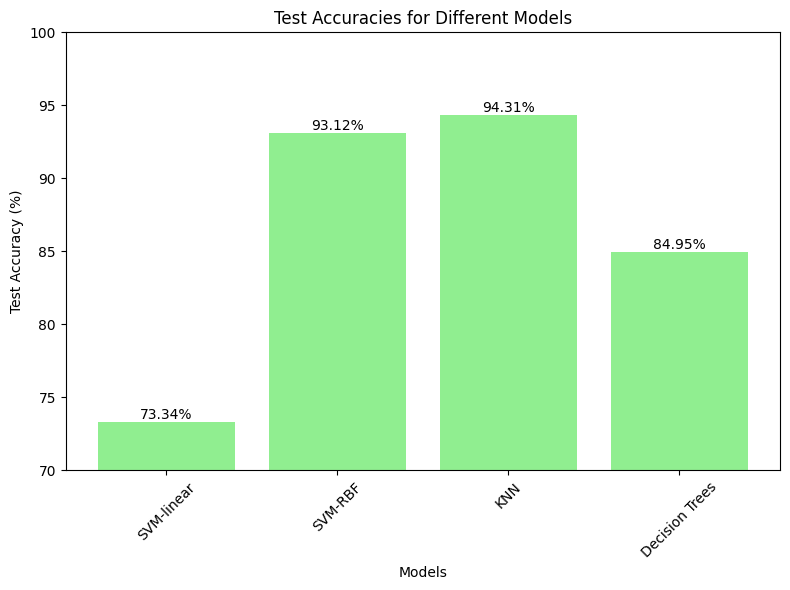 Test Accuracies for Different Models
Test Accuracy (%)
100
95
90
85
80
75
70
73.34%
93.12%
94.31%
84.95%
SVM-linear
SVM-RBF
KNN
Decision Trees
Models